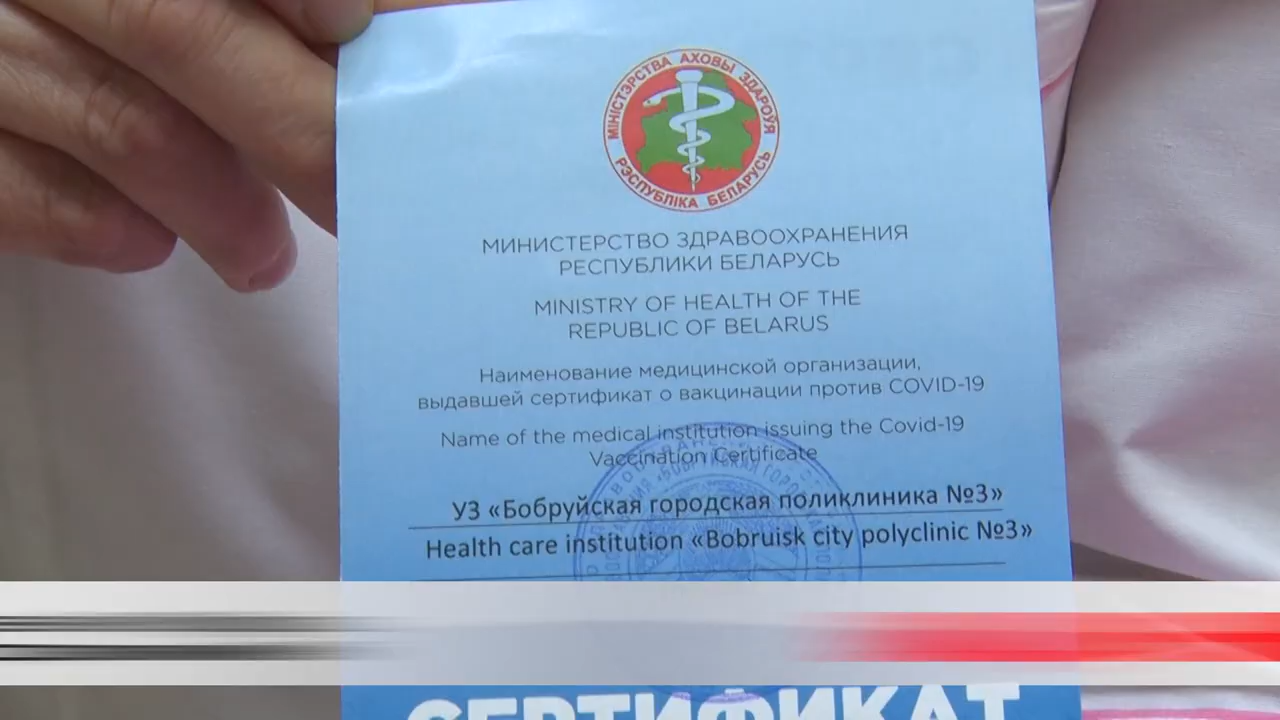 МІНІСТЭРСТВА АХОВЫ ЗДАРОЎЯ
РЭСПУБЛІКА БЕЛАРУСЬ
МИНИСТЕРСТВО ЗДРАВООХРАНЕНИЯ
РЕСПУБЛИКИ БЕЛАРУСЬ
MINISTRY OF HEALTH OF THE
REPUBLIC OF BELARUS
Наименование медицинской организации,
выдавшей сертификат о вакцинации против COVID-19
Name of the medical institution issuing the Covid-19
Vaccination Certificate
УЗ «Бобруйская городская поликлиника №3»
Health care institution «Bobruisk city polyclinic №3»
СЕРТИФИКАТ